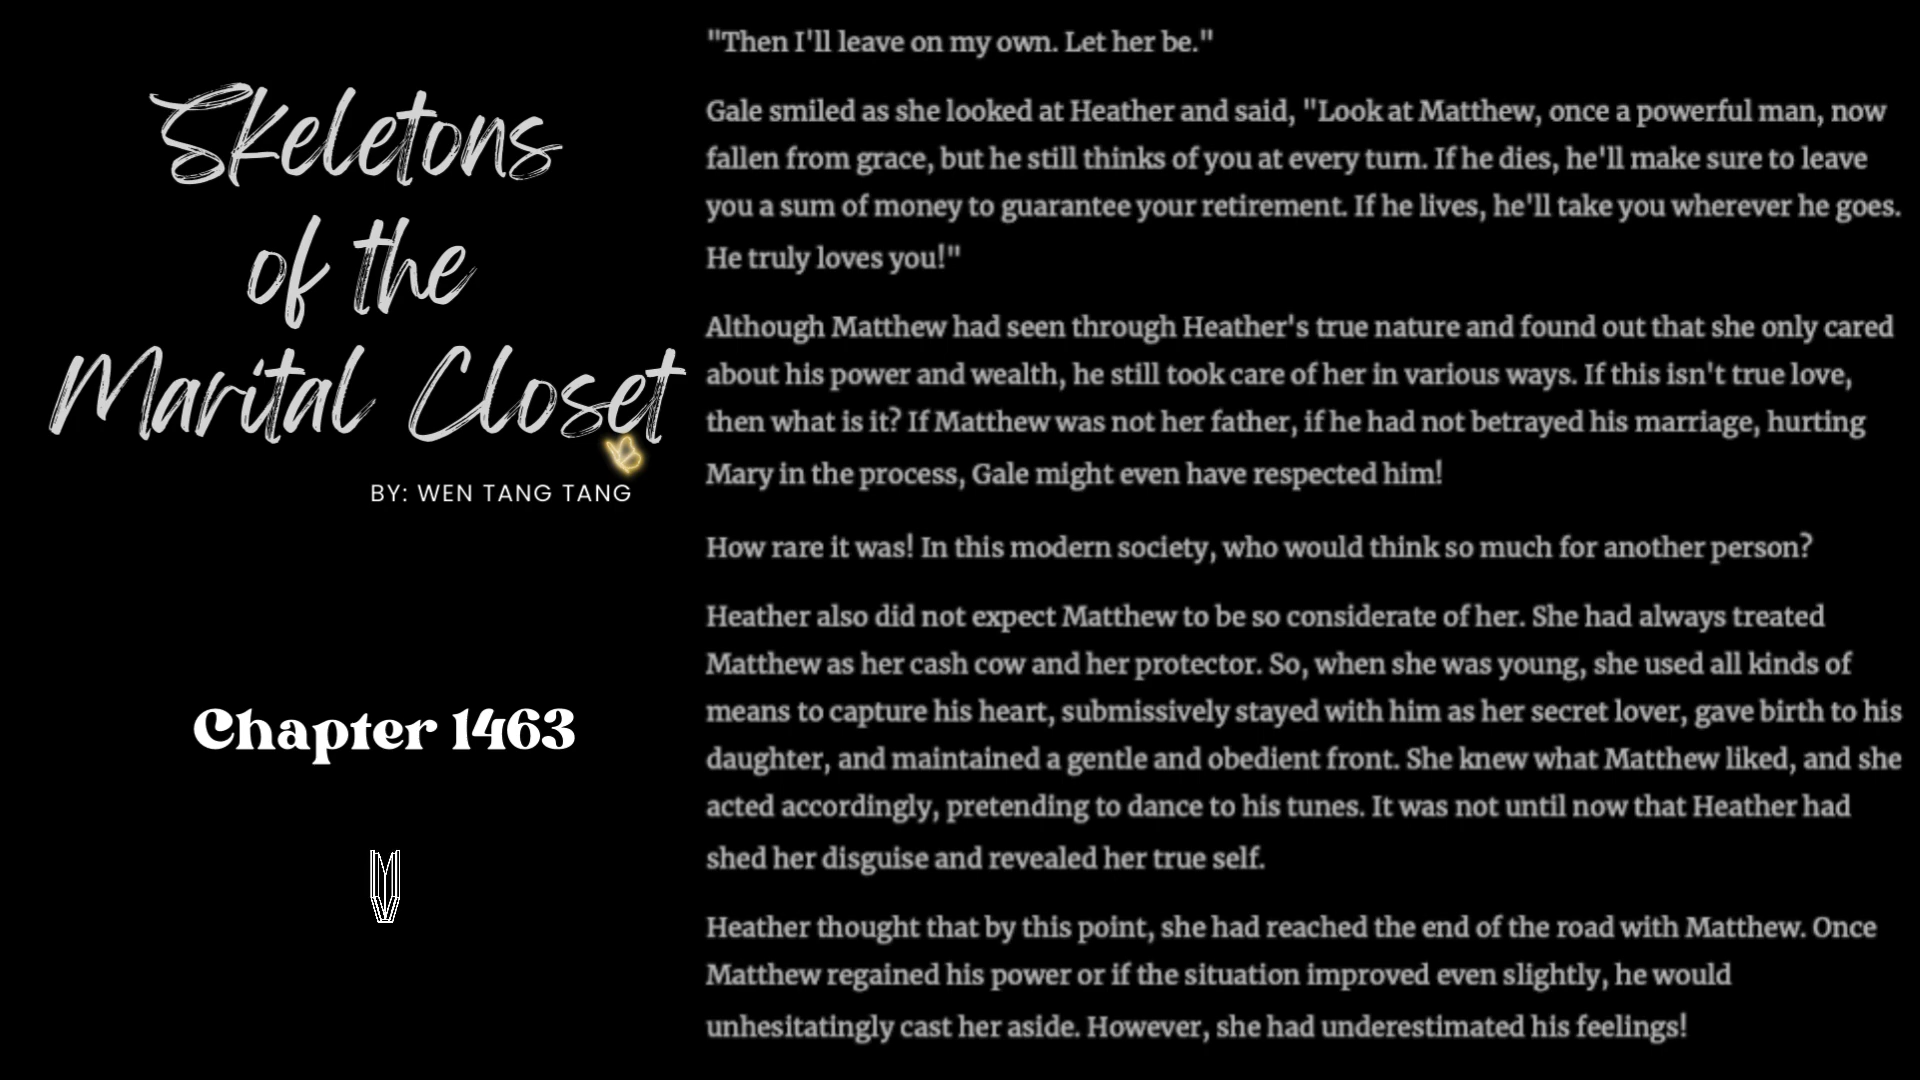 Skeletons
of the
Marital Closet
BY: WEN TANG TANG
Chapter 1463
"Then I'll leave on my own. Let her be."
Gale smiled as she looked at Heather and said, "Look at Matthew, once a powerful man, now
fallen from grace, but he still thinks of you at every turn. If he dies, he'll make sure to leave
you a sum of money to guarantee your retirement. If he lives, he'll take you wherever he goes.
He truly loves you!"
Although Matthew had seen through Heather's true nature and found out that she only cared
about his power and wealth, he still took care of her in various ways. If this isn't true love,
then what is it? If Matthew was not her father, if he had not betrayed his marriage, hurting
Mary in the process, Gale might even have respected him!
How rare it was! In this modern society, who would think so much for another person?
Heather also did not expect Matthew to be so considerate of her. She had always treated
Matthew as her cash cow and her protector. So, when she was young, she used all kinds of
means to capture his heart, submissively stayed with him as her secret lover, gave birth to his
daughter, and maintained a gentle and obedient front. She knew what Matthew liked, and she
acted accordingly, pretending to dance to his tunes. It was not until now that Heather had
shed her disguise and revealed her true self.
Heather thought that by this point, she had reached the end of the road with Matthew. Once
Matthew regained his power or if the situation improved even slightly, he would
unhesitatingly cast her aside. However, she had underestimated his feelings!